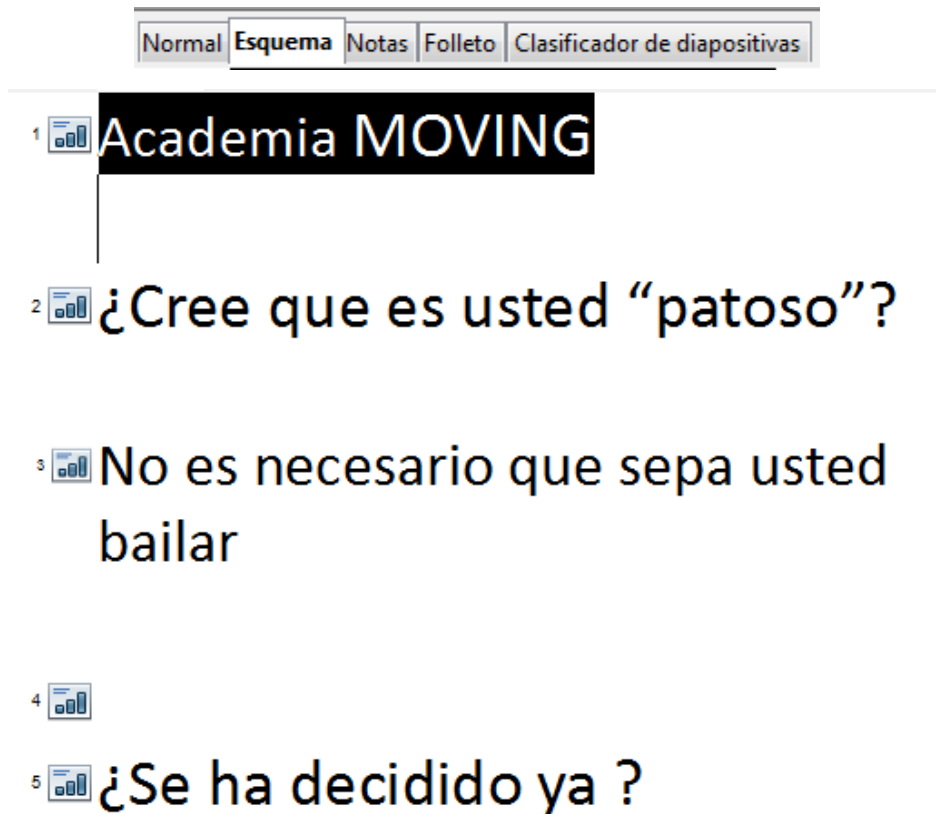 Normal Esquema Notas Folleto Clasificador de diapositivas
1 Academia MOVING
2 ¿Cree que es usted “patoso”?
3 No es necesario que sepa usted
bailar
4
5 ¿Se ha decidido ya ?